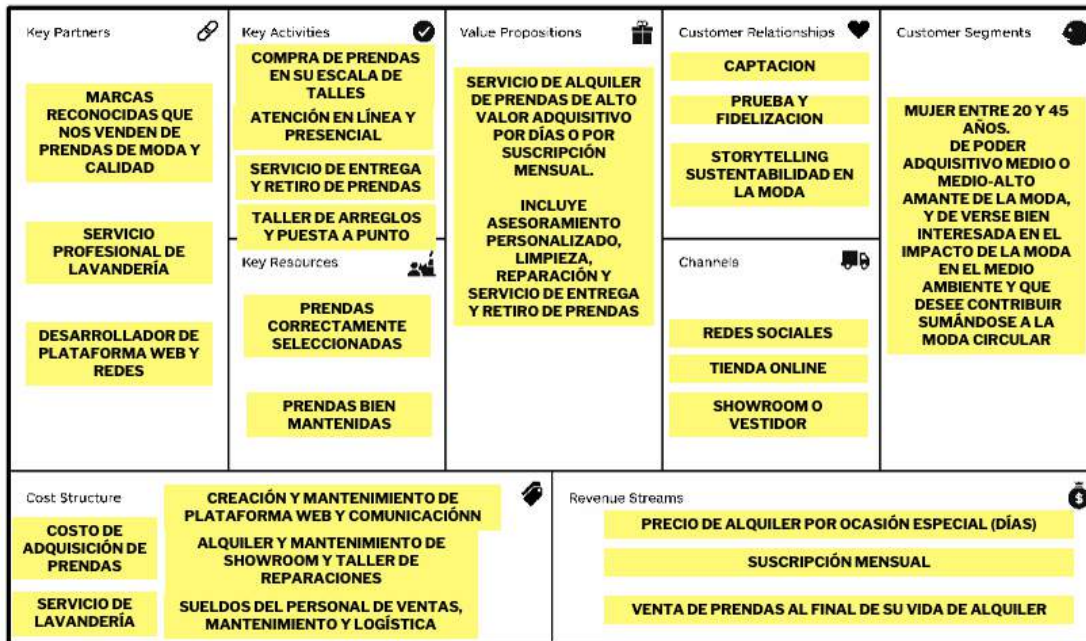 Key Partners
MARCAS
RECONOCIDAS QUE
NOS VENDEN DE
PRENDAS DE MODA Y
CALIDAD
SERVICIO
PROFESIONAL DE
LAVANDERÍA
DESARROLLADOR DE
PLATAFORMA WEB Y
REDES
Key Activities
COMPRA DE PRENDAS
EN SU ESCALA DE
TALLES
ATENCIÓN EN LÍNEA Y
PRESENCIAL
SERVICIO DE ENTREGA
Y RETIRO DE PRENDAS
TALLER DE ARREGLOS
Y PUESTA A PUNTO
Key Resources
PRENDAS
CORRECTAMENTE
SELECCIONADAS
PRENDAS BIEN
MANTENIDAS
Value Propositions
SERVICIO DE ALQUILER
DE PRENDAS DE ALTO
VALOR ADQUISITIVO
POR DÍAS O POR
SUSCRIPCIÓN
MENSUAL.
INCLUYE
ASESORAMIENTO
PERSONALIZADO,
LIMPIEZA,
REPARACIÓN Y
SERVICIO DE ENTREGA
Y RETIRO DE PRENDAS
Customer Relationships
CAPTACION
PRUEBA Y
FIDELIZACION
STORYTELLING
SUSTENTABILIDAD EN
LA MODA
Channels
REDES SOCIALES
TIENDA ONLINE
SHOWROOM O
VESTIDOR
Customer Segments
MUJER ENTRE 20 Y 45
AÑOS.
DE PODER
ADQUISITIVO MEDIO O
MEDIO-ALTO
AMANTE DE LA MODA,
Y DE VERSE BIEN
INTERESADA EN EL
IMPACTO DE LA MODA
EN EL MEDIO
AMBIENTE Y QUE
DESEE CONTRIBUIR
SUMÁNDOSE A LA
MODA CIRCULAR
Cost Structure
COSTO DE
ADQUISICIÓN DE
PRENDAS
SERVICIO DE
LAVANDERÍA
CREACIÓN Y MANTENIMIENTO DE
PLATAFORMA WEB Y COMUNICACIÓNN
ALQUILER Y MANTENIMIENTO DE
SHOWROOM Y TALLER DE
REPARACIONES
SUELDOS DEL PERSONAL DE VENTAS,
MANTENIMIENTO Y LOGÍSTICA
Revenue Streams
$
PRECIO DE ALQUILER POR OCASIÓN ESPECIAL (DÍAS)
SUSCRIPCIÓN MENSUAL
VENTA DE PRENDAS AL FINAL DE SU VIDA DE ALQUILER